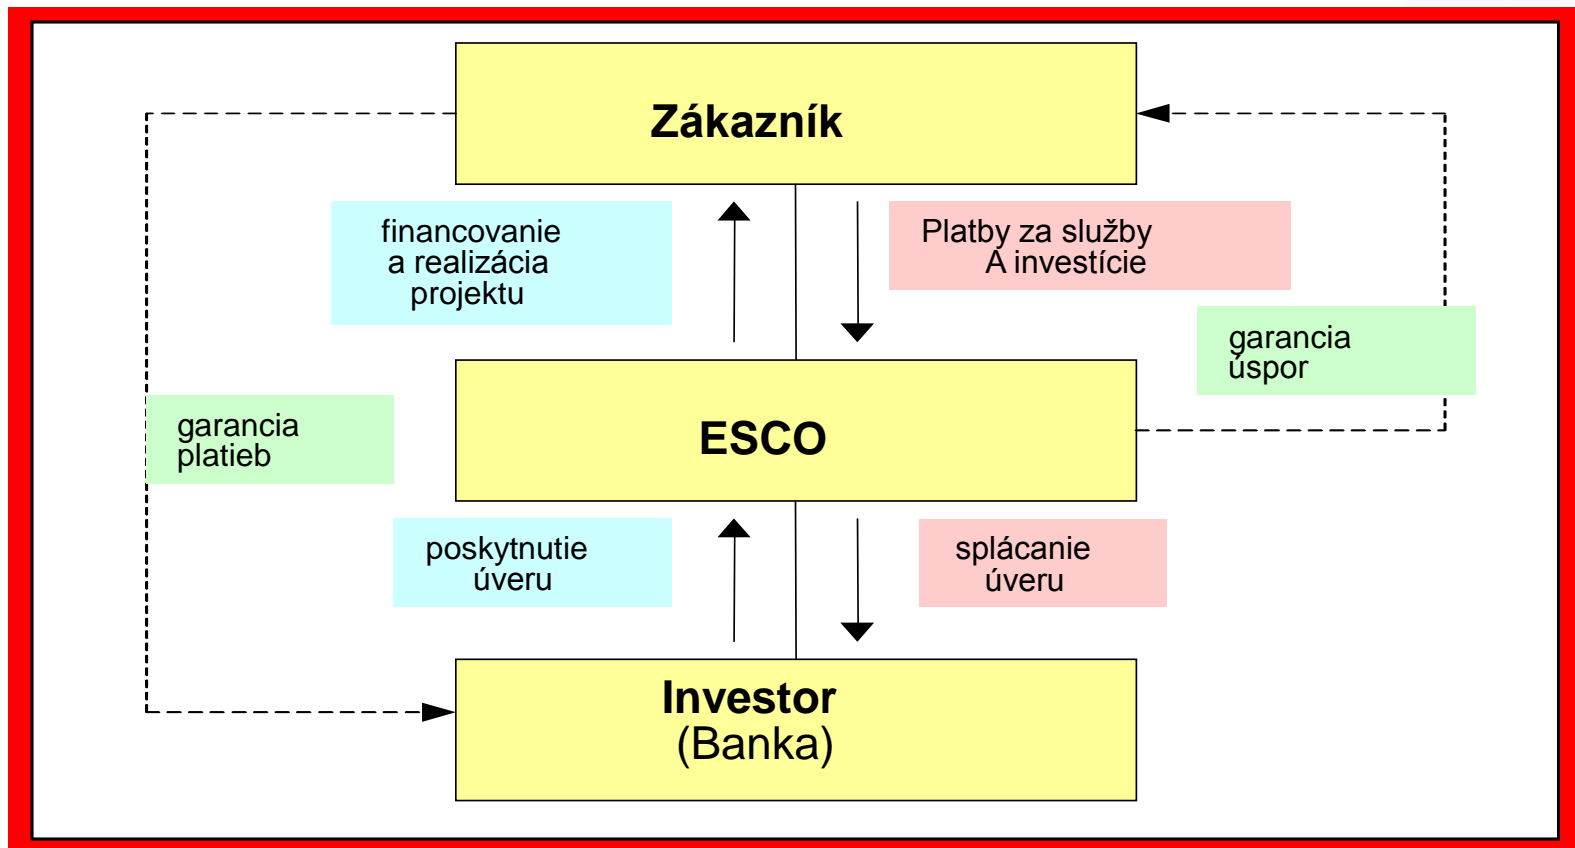 Zákazník
financovanie
a realizácia
projektu
Platby za služby
A investície
garancia
úspor
garancia
platieb
ESCO
poskytnutie
úveru
splácanie
úveru
Investor
(Banka)